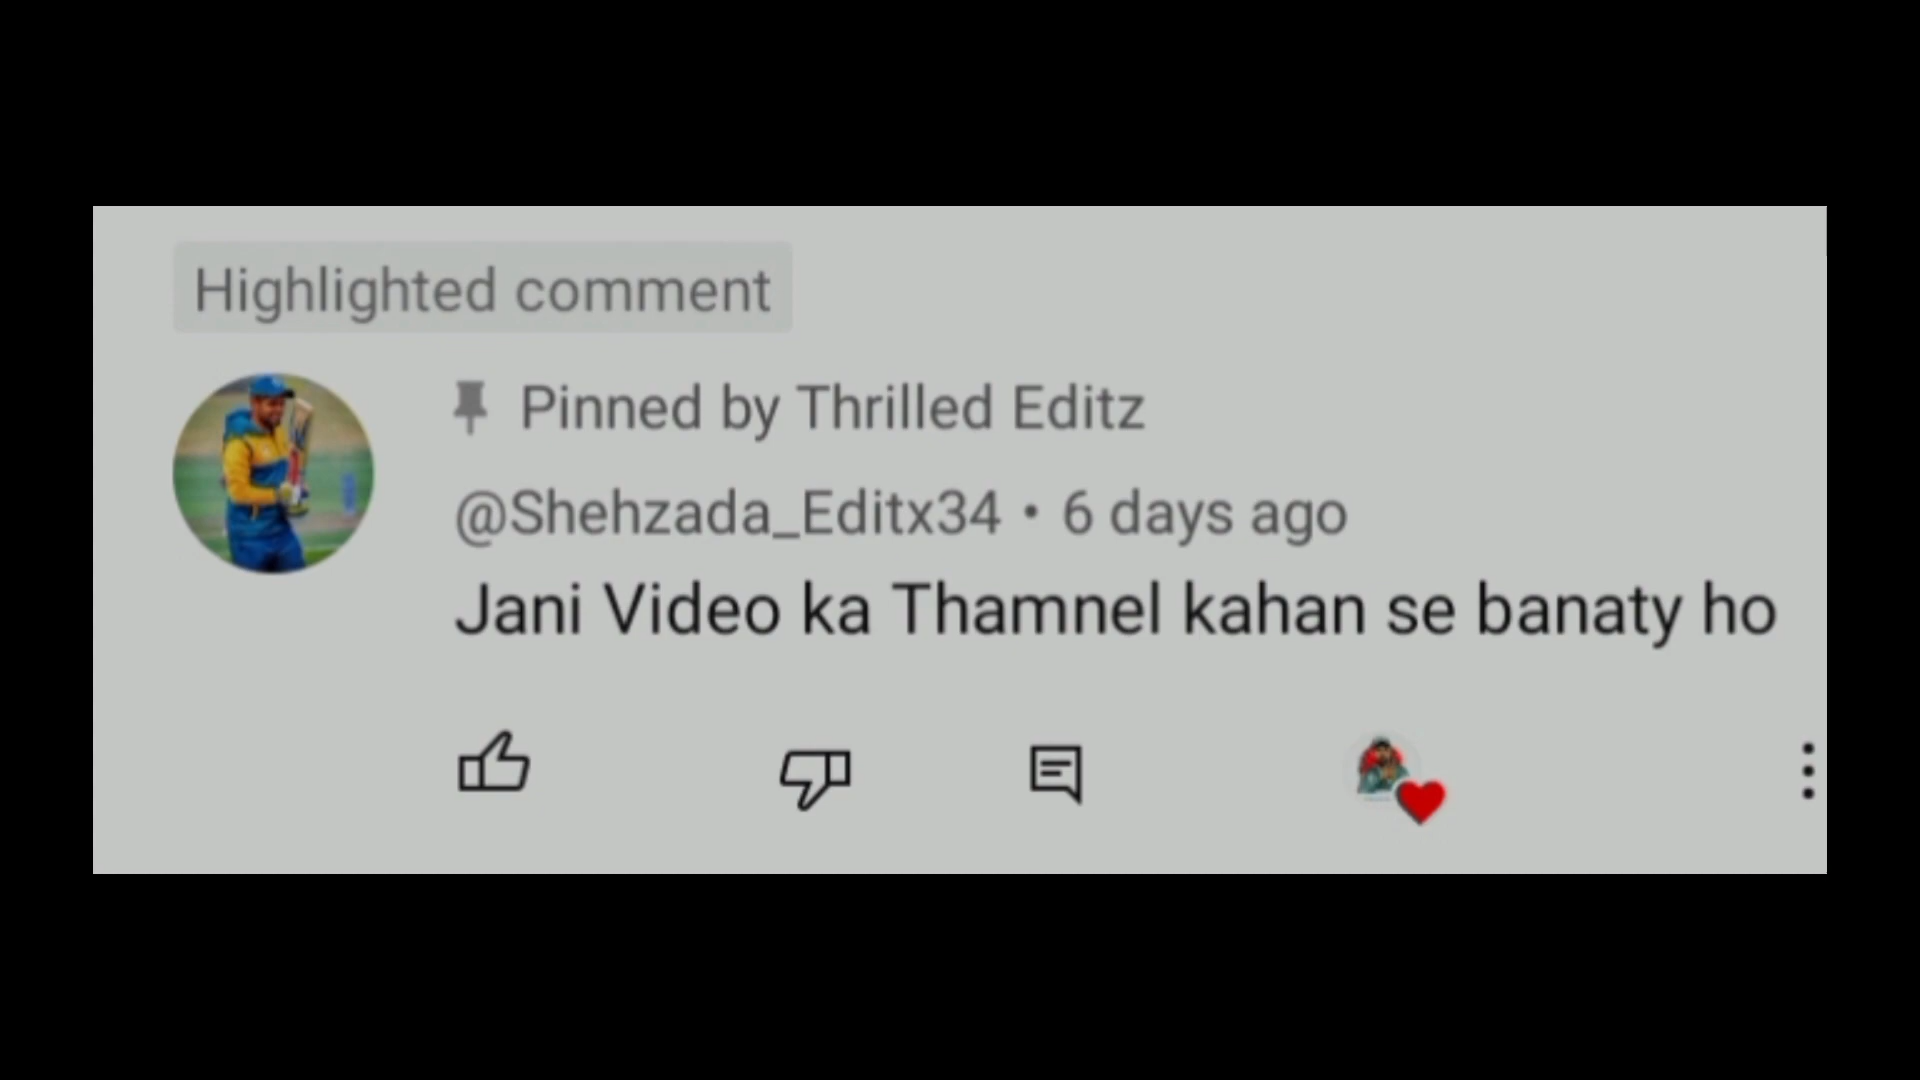 Highlighted comment
Pinned by Thrilled Editz
@Shehzada_Editx34 • 6 days ago
Jani Video ka Thamnel kahan se banaty ho